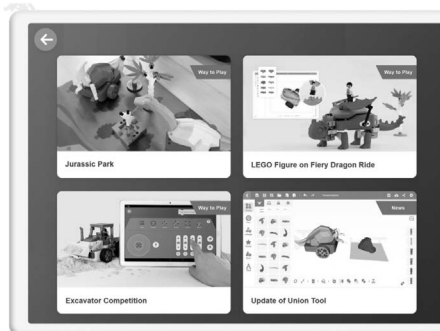 Way to Play
Jurassic Park
Way to Play
LEGO Figure on Fiery Dragon Ride
Way to Play
Excavator Competition
News
Update of Union Tool